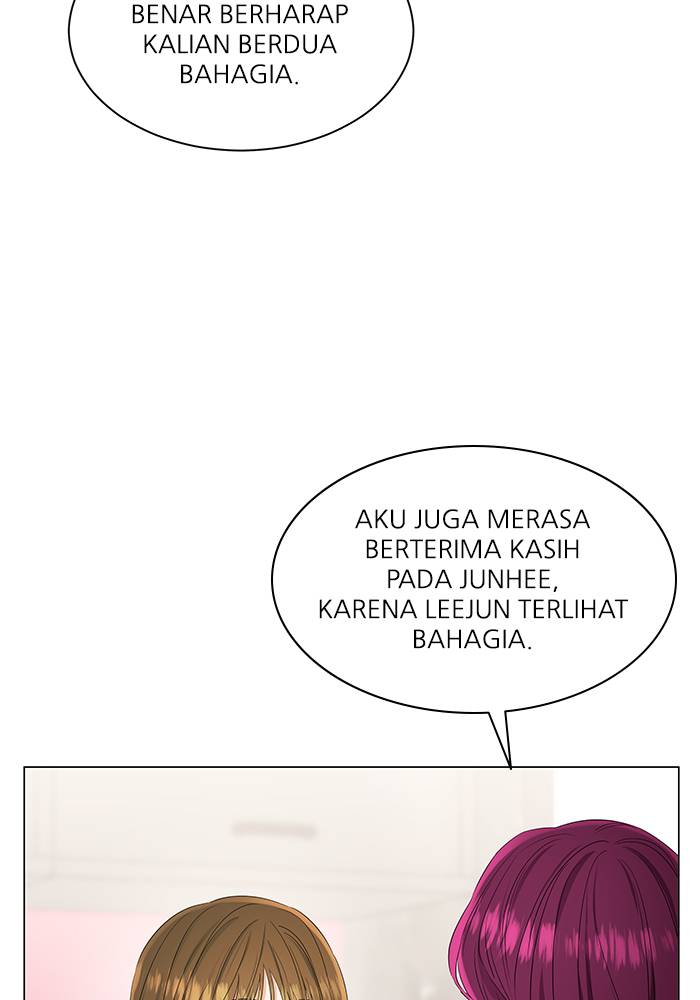 BENAR BERHARAP
KALIAN BERDUA
BAHAGIA.
AKU JUGA MERASA
BERTERIMA KASIH
PADA JUNHEE,
KARENA LEEJUN TERLIHAT
BAHAGIA.